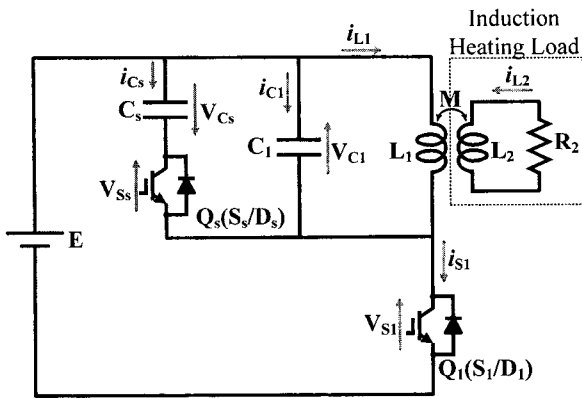 Induction
Heating Load
i_L1
i_Cs
i_C1
i_L2
M
C_s
V_Cs
C_1
V_C1
L_1
L_2
R_2
V_Ss
Q_s(S_s/D_s)
E
i_S1
V_S1
Q_1(S_1/D_1)